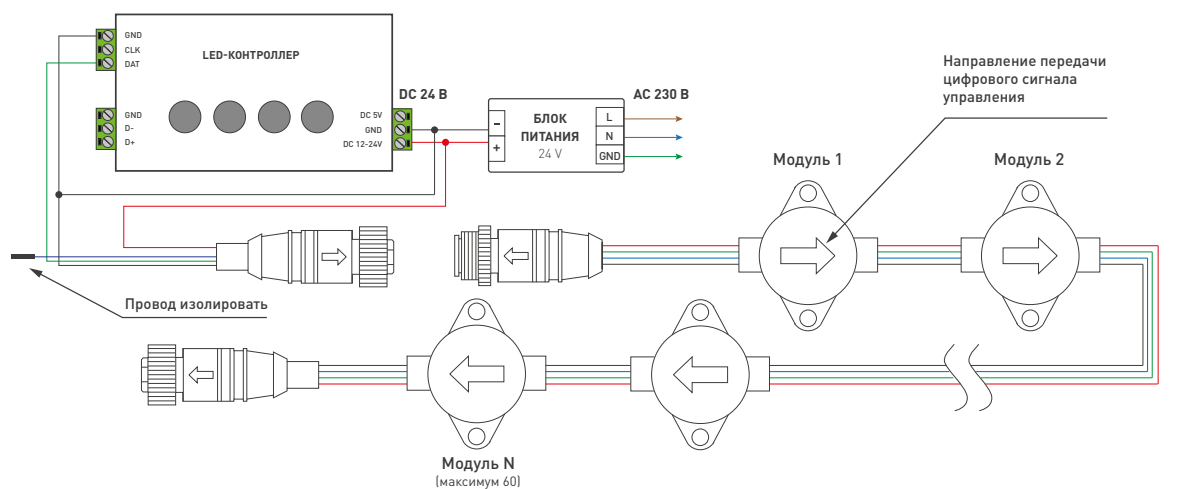 GND
CLK
DAT
LED-КОНТРОЛЛЕР
GND
D-
D+
DC 5V
GND
DC 12-24V
DC 24 В
–
+
БЛОК
ПИТАНИЯ
24 V
L
N
GND
AC 230 В
Направление передачи
цифрового сигнала
управления
Модуль 1
Модуль 2
Провод изолировать
Модуль N
(максимум 60)